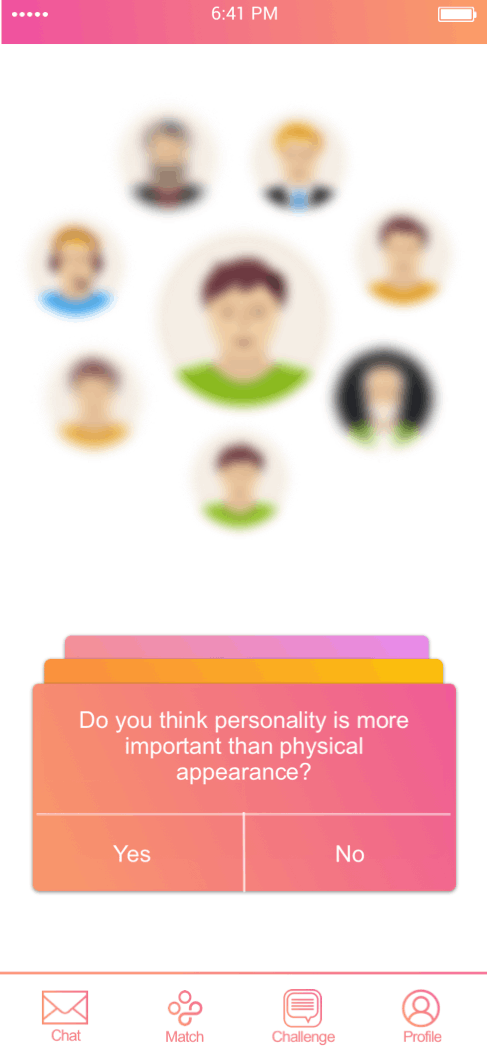 6:41 PM
Do you think personality is more
important than physical
appearance?
Yes
No
Chat
Match
Challenge
Profile